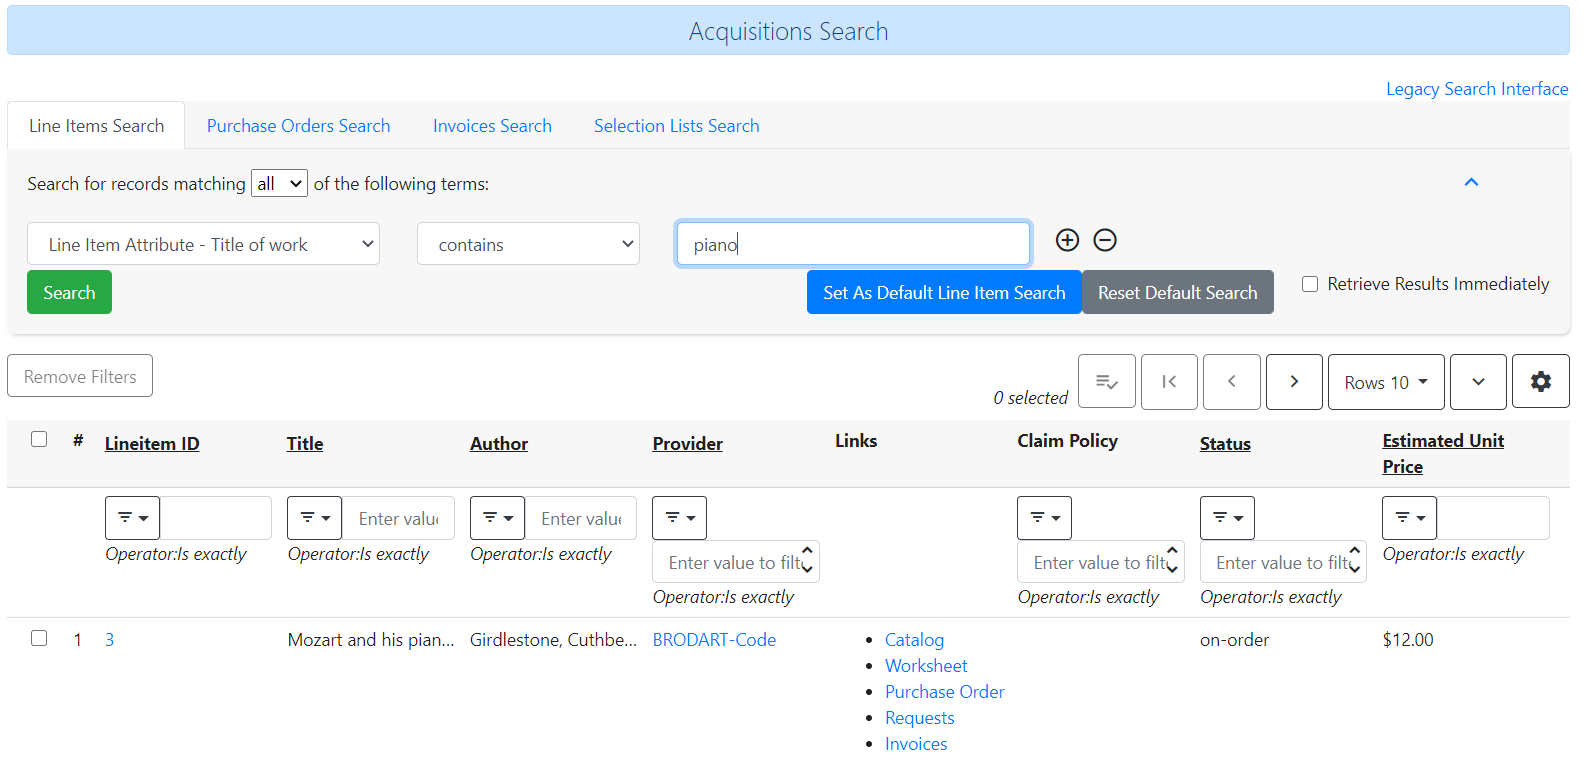 Acquisitions Search
Legacy Search Interface
Line Items Search Purchase Orders Search Invoices Search Selection Lists Search
Search for records matching all of the following terms:
Line Item Attribute - Title of work contains piano
Search Set As Default Line Item Search Reset Default Search Retrieve Results Immediately
Remove Filters 0 selected Rows 10
# Lineitem ID Title Author Provider Links Claim Policy Status Estimated Unit Price
Enter valu Enter value
Operator:Is exactly Operator:Is exactly Operator:Is exactly Enter value to filt Enter value to filt Enter value to filt Operator:Is exactly
Operator:Is exactly Operator:Is exactly Operator:Is exactly
1 3 Mozart and his pian... Girdlestone, Cuthbe... BRODART-Code Catalog on-order $12.00
Worksheet
Purchase Order
Requests
Invoices